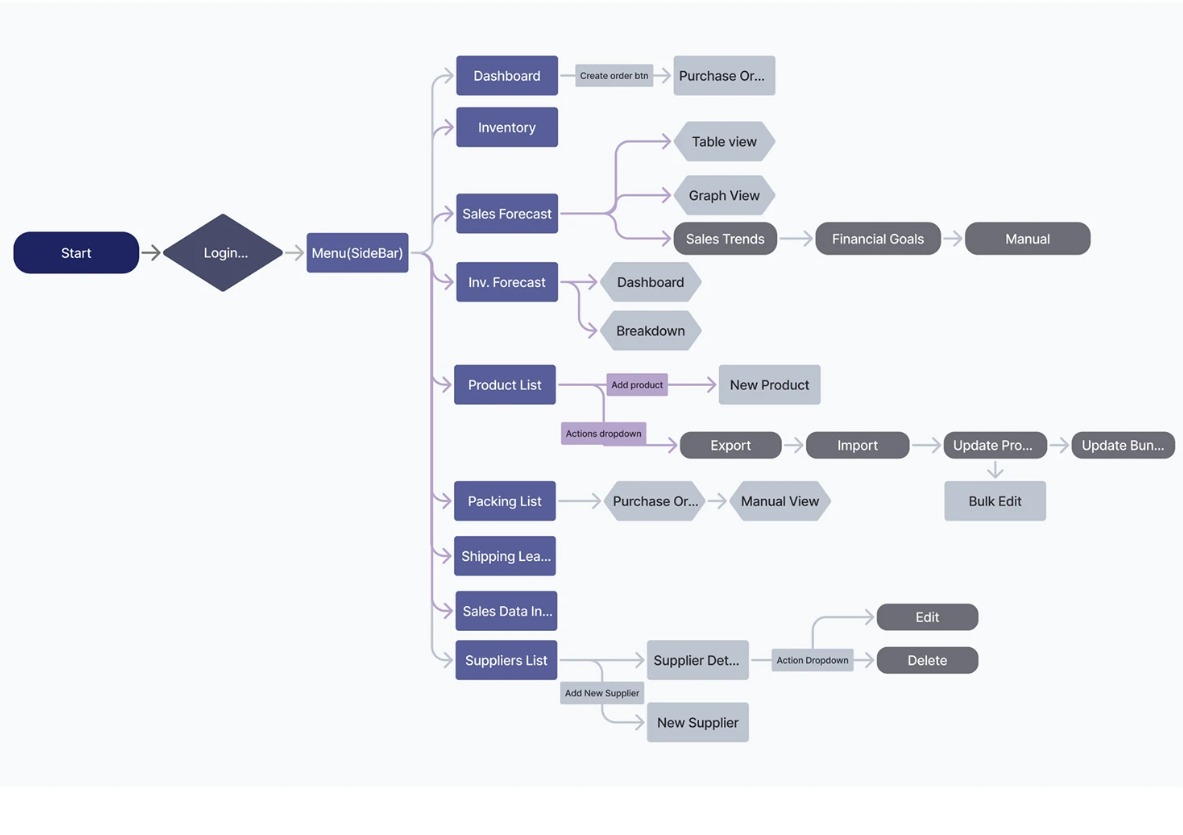 Dashboard
Create order btn
Purchase Or...
Inventory
Table view
Graph View
Sales Forecast
Sales Trends
Financial Goals
Manual
Start
Login...
Menu(SideBar)
Inv. Forecast
Dashboard
Breakdown
Product List
Add product
New Product
Actions dropdown
Export
Import
Update Pro...
Update Bun...
Packing List
Purchase Or...
Manual View
Bulk Edit
Shipping Lea...
Sales Data In...
Edit
Suppliers List
Supplier Det...
Action Dropdown
Delete
Add New Supplier
New Supplier